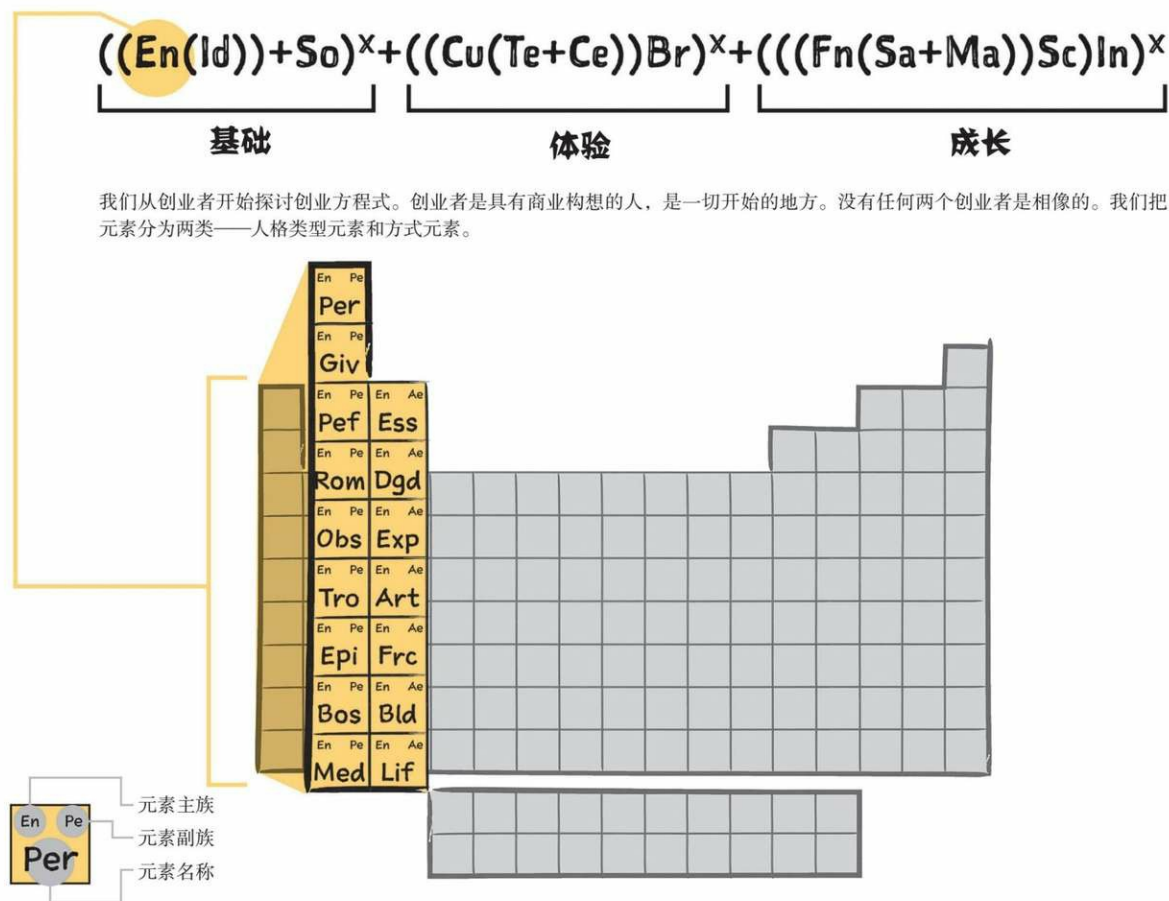 ((En(Id))+So)ˣ+((Cu(Te+Ce))Br)ˣ+(((Fn(Sa+Ma))Sc)In)ˣ
基础 体验 成长
我们从创业者开始探讨创业方程式。创业者是具有商业构想的人，是一切开始的地方。没有任何两个创业者是相像的。我们把
元素分为两类——人格类型元素和方式元素。
En Pe
Per
En Pe
Giv
En Pe En Ae
Pef Ess
En Pe En Ae
Rom Dgd
En Pe En Ae
Obs Exp
En Pe En Ae
Tro Art
En Pe En Ae
Epi Frc
En Pe En Ae
Bos Bld
En Pe En Ae
Med Lif
元素主族
En Pe
元素副族
Per
元素名称